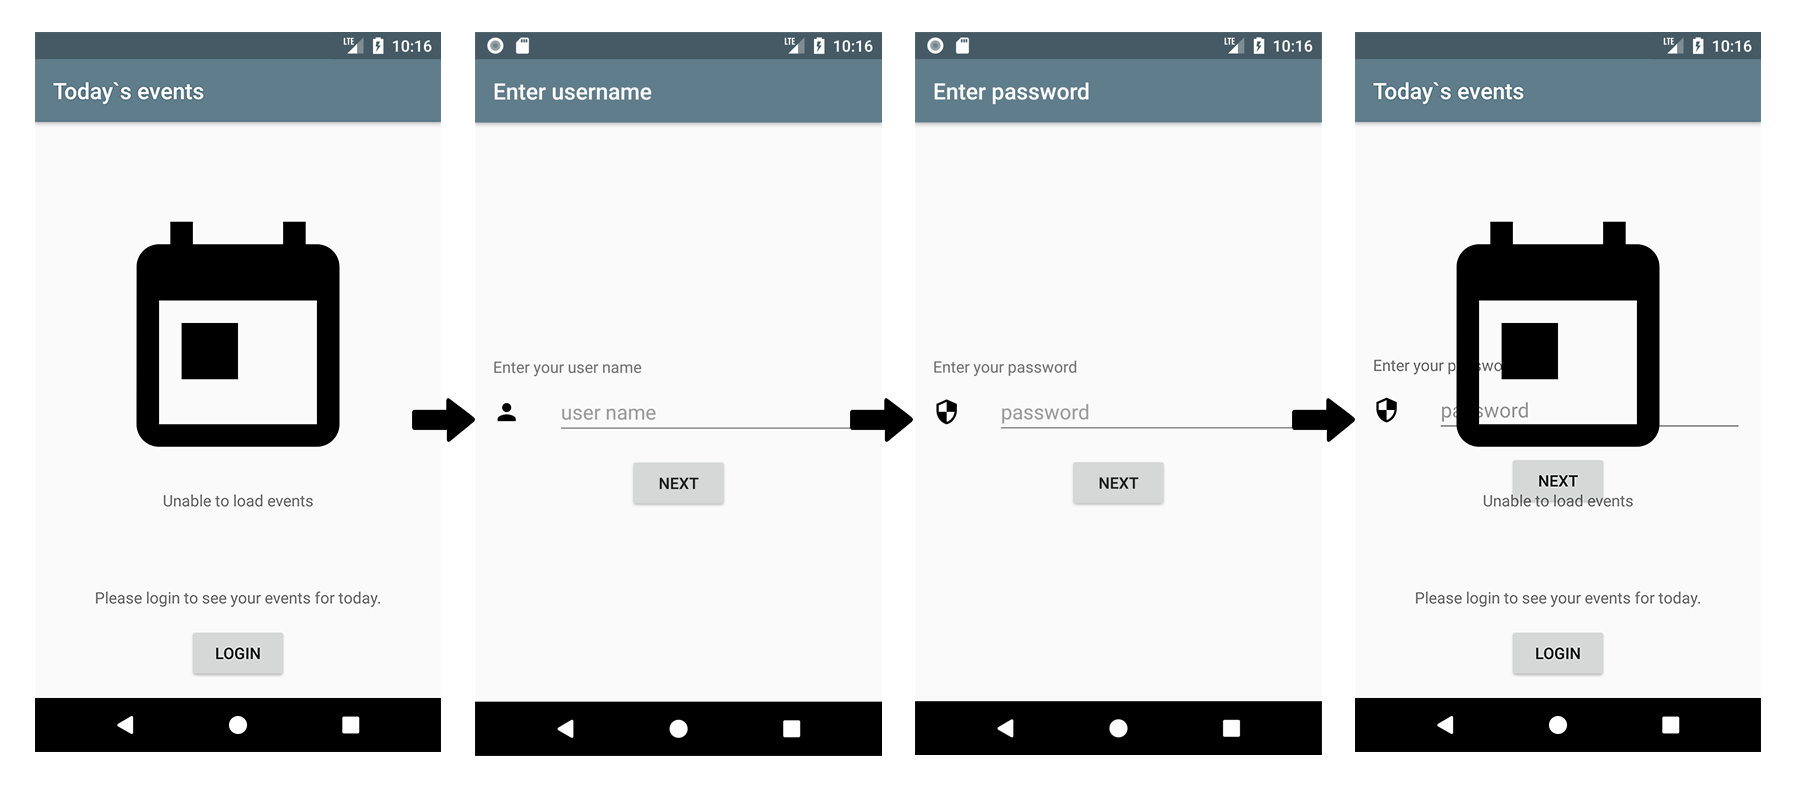 LTE 10:16
Today`s events
Unable to load events
Please login to see your events for today.
LOGIN
LTE 10:16
Enter username
Enter your user name
user name
NEXT
LTE 10:16
Enter password
Enter your password
password
NEXT
LTE 10:16
Today`s events
Enter your p swo
pa sword
NEXT
Unable to load events
Please login to see your events for today.
LOGIN